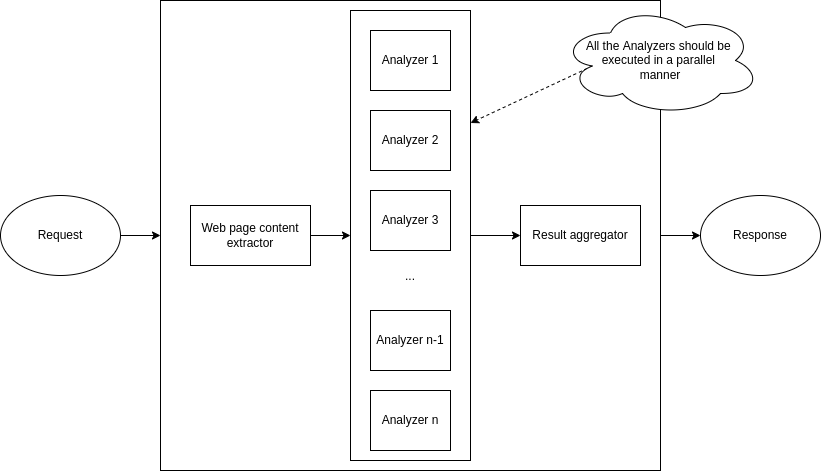 All the Analyzers should be
executed in a parallel
manner
Request
Web page content
extractor
Analyzer 1
Analyzer 2
Analyzer 3
...
Analyzer n-1
Analyzer n
Result aggregator
Response